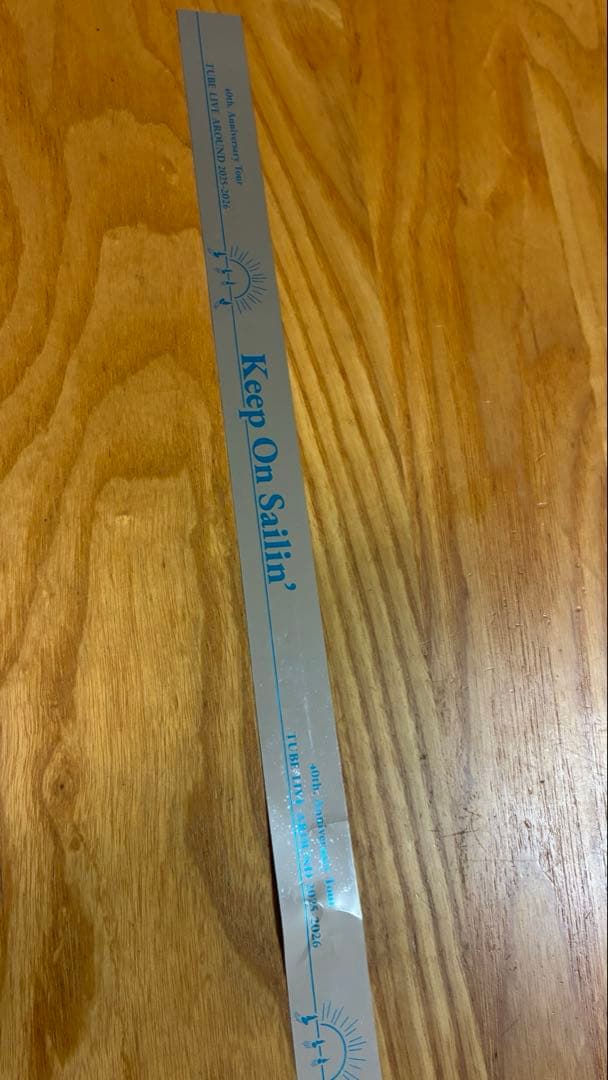 40th Anniversary Tour
TUBE LIVE AROUND 2025-2026
Keep On Sailin'
40th Anniversary Tour
TUBE LIVE AROUND 2025-2026